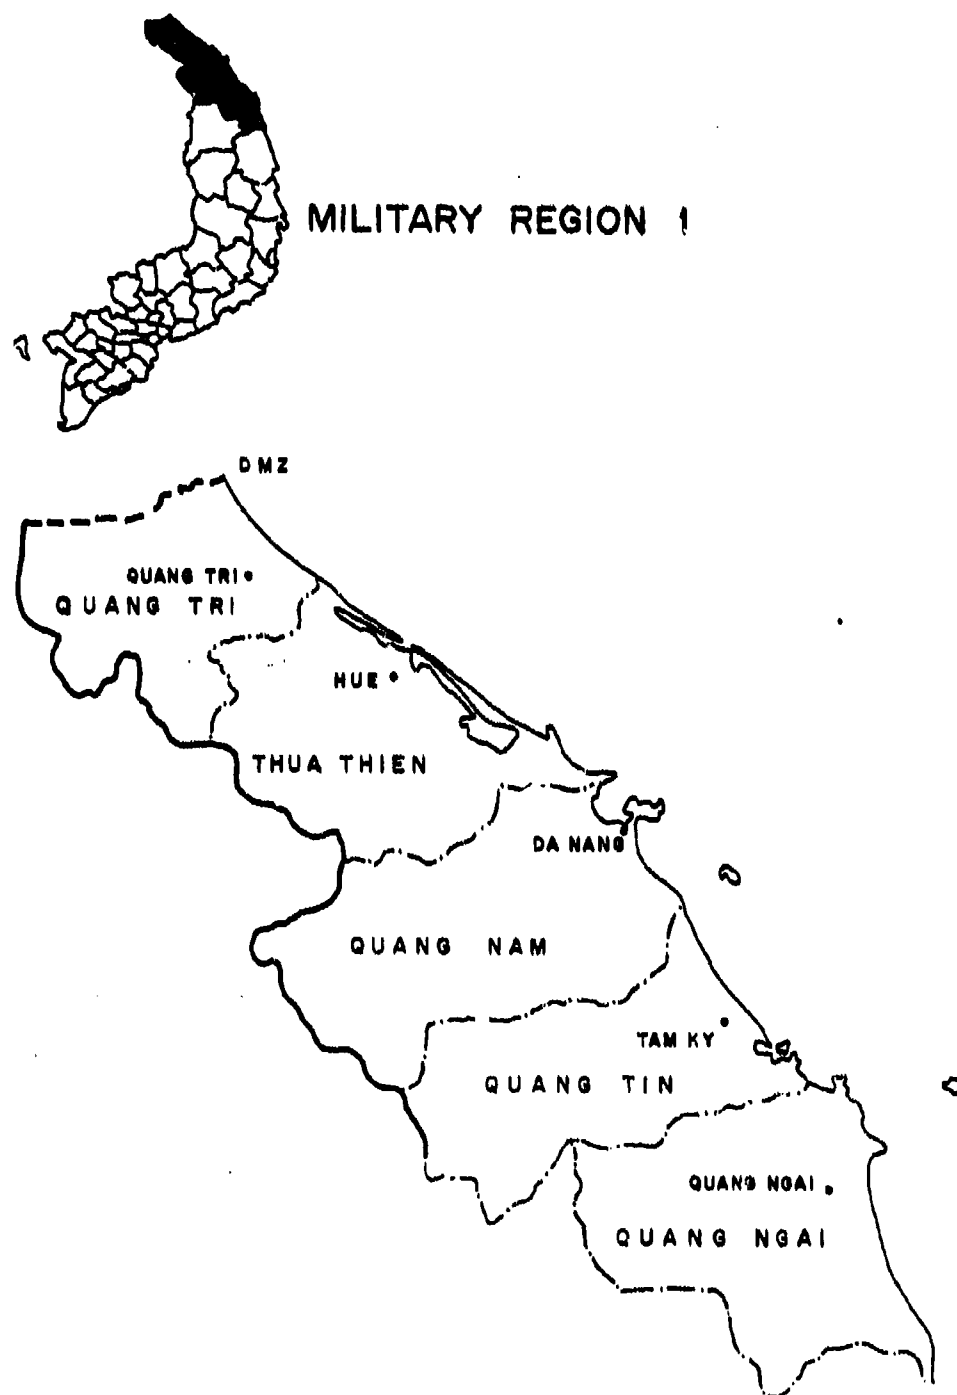 MILITARY REGION 1
DMZ
QUANG TRI
QUANG TRI
HUE
THUA THIEN
DA NANG
QUANG NAM
TAM KY
QUANG TIN
QUANG NGAI
QUANG NGAI